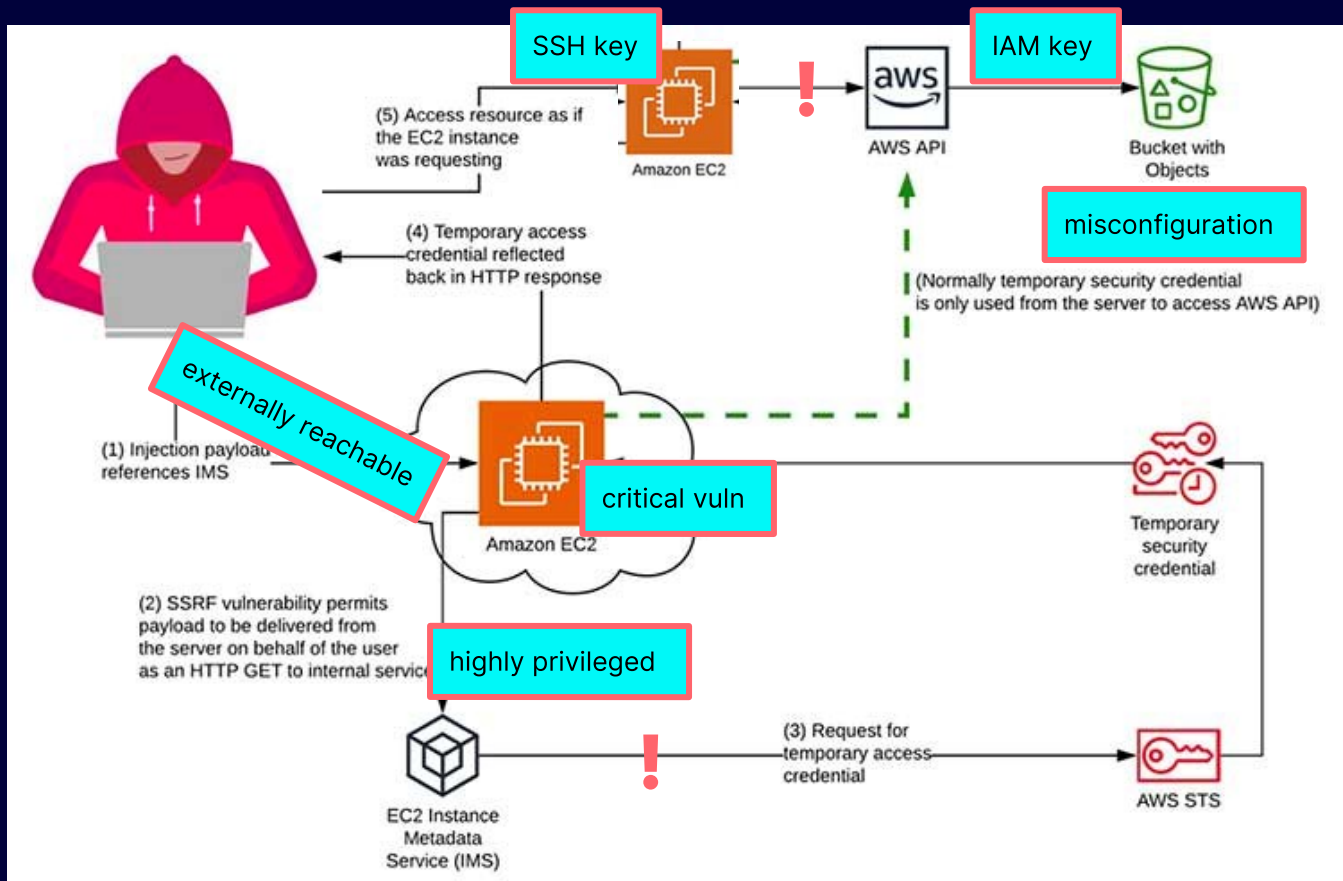 SSH key
IAM key
(5) Access resource as if
the EC2 instance
was requesting
Amazon EC2
aws
AWS API
Bucket with
Objects
misconfiguration
(4) Temporary access
credential reflected
back in HTTP response
(Normally temporary security credential
is only used from the server to access AWS API)
externally reachable
(1) Injection payload
references IMS
critical vuln
Amazon EC2
Temporary
security
credential
(2) SSRF vulnerability permits
payload to be delivered from
the server on behalf of the user
as an HTTP GET to internal service
highly privileged
(3) Request for
temporary access
credential
EC2 Instance
Metadata
Service (IMS)
AWS STS